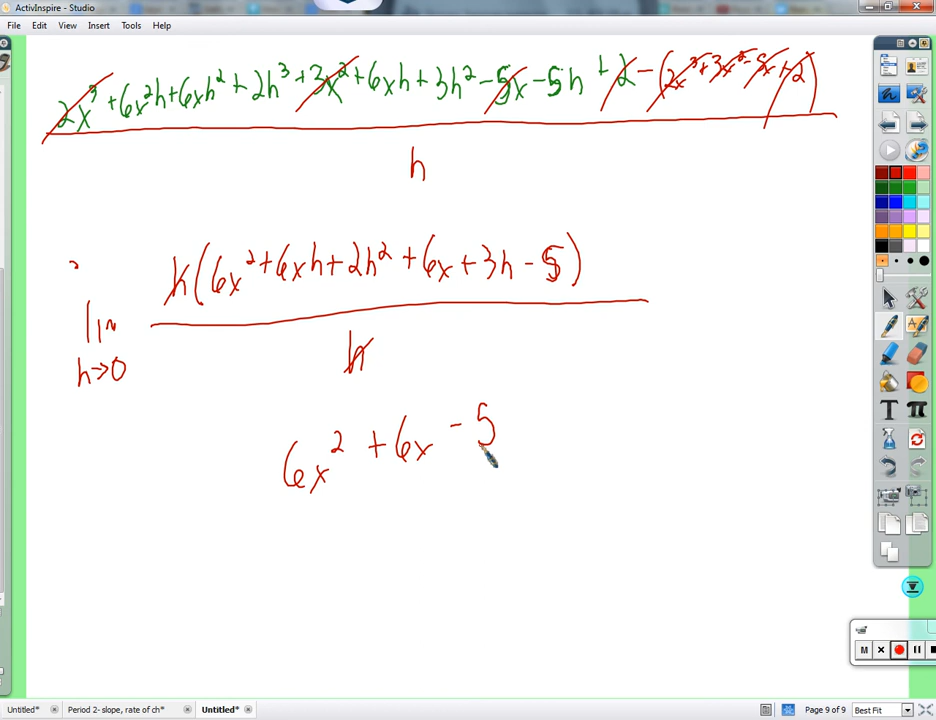 ActivInspire - Studio
File Edit View Insert Tools
2x³ +6x²h+6xh²+2h³+3x²+6xh+3h²-5x-5h+2-(2x³+3x²-5x+2)
h
h(6x²+6xh+2h²+6x+3h-5)
lim
h→0
h
6x² +6x - 5
M
Untitled* Period 2- slope, rate of ch* Untitled* Page 9 of 9 Best Fit